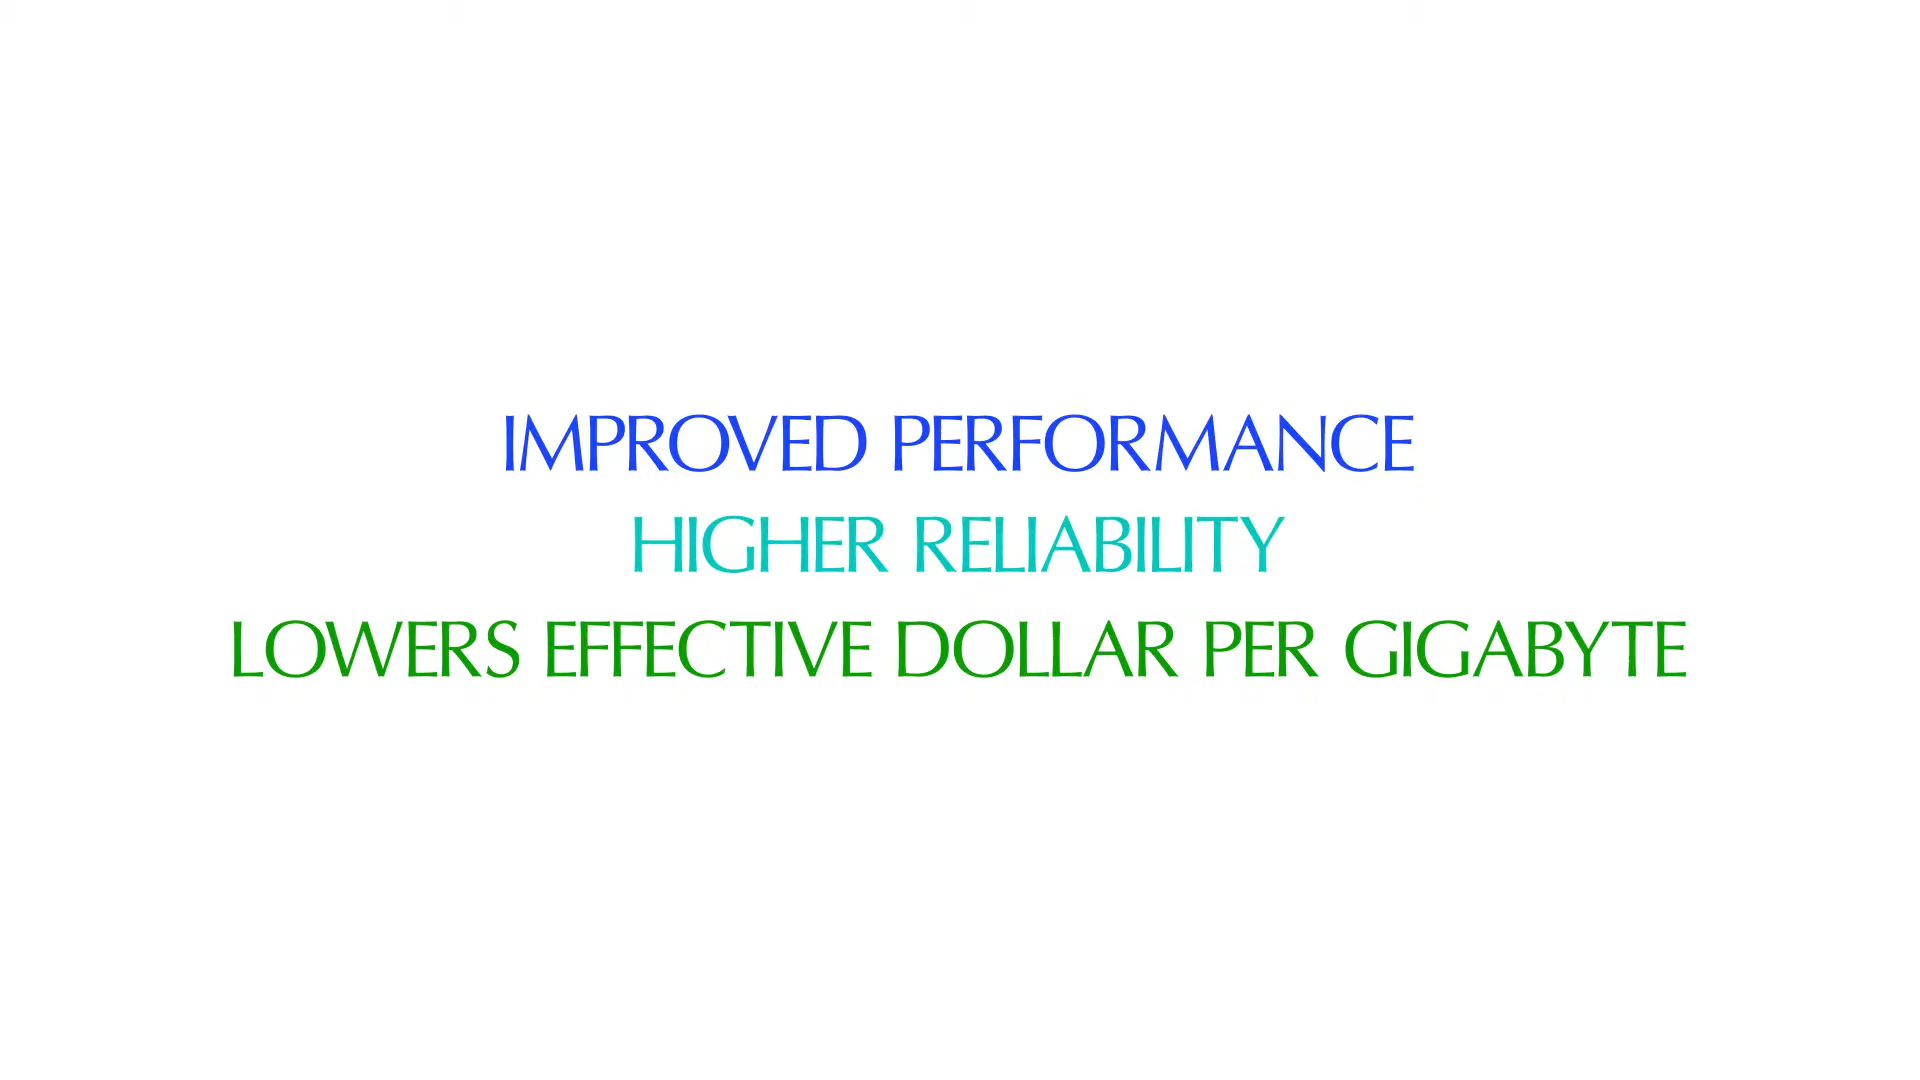 IMPROVED PERFORMANCE
HIGHER RELIABILITY
LOWERS EFFECTIVE DOLLAR PER GIGABYTE